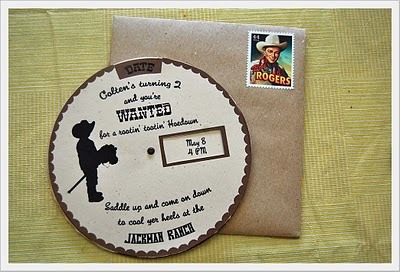 DATE
Colten's turning 2
and you're
WANTED
for a rootin' tootin' Hoedown
May 8
4 PM
Saddle up and come on down
to cool yer heels at the
JACKMAN RANCH
44
ROGERS